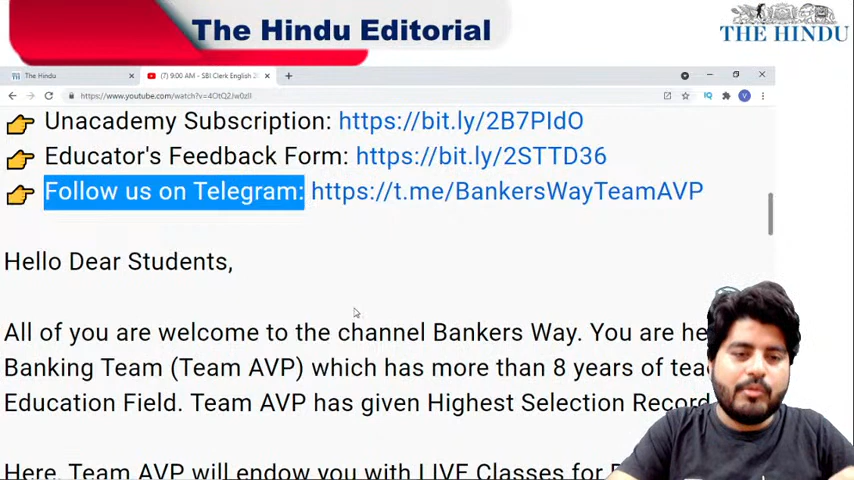 The Hindu Editorial
THE HINDU
The Hindu
(7) 9:00 AM - SBI Clerk English 2
https://www.youtube.com/watch?v=4OtQ2Jw0zlI
Unacademy Subscription: https://bit.ly/2B7PIdO
Educator's Feedback Form: https://bit.ly/2STTD36
Follow us on Telegram: https://t.me/BankersWayTeamAVP
Hello Dear Students,
All of you are welcome to the channel Bankers Way. You are he
Banking Team (Team AVP) which has more than 8 years of tea
Education Field. Team AVP has given Highest Selection Record
Here, Team AVP will endow you with LIVE Classes for